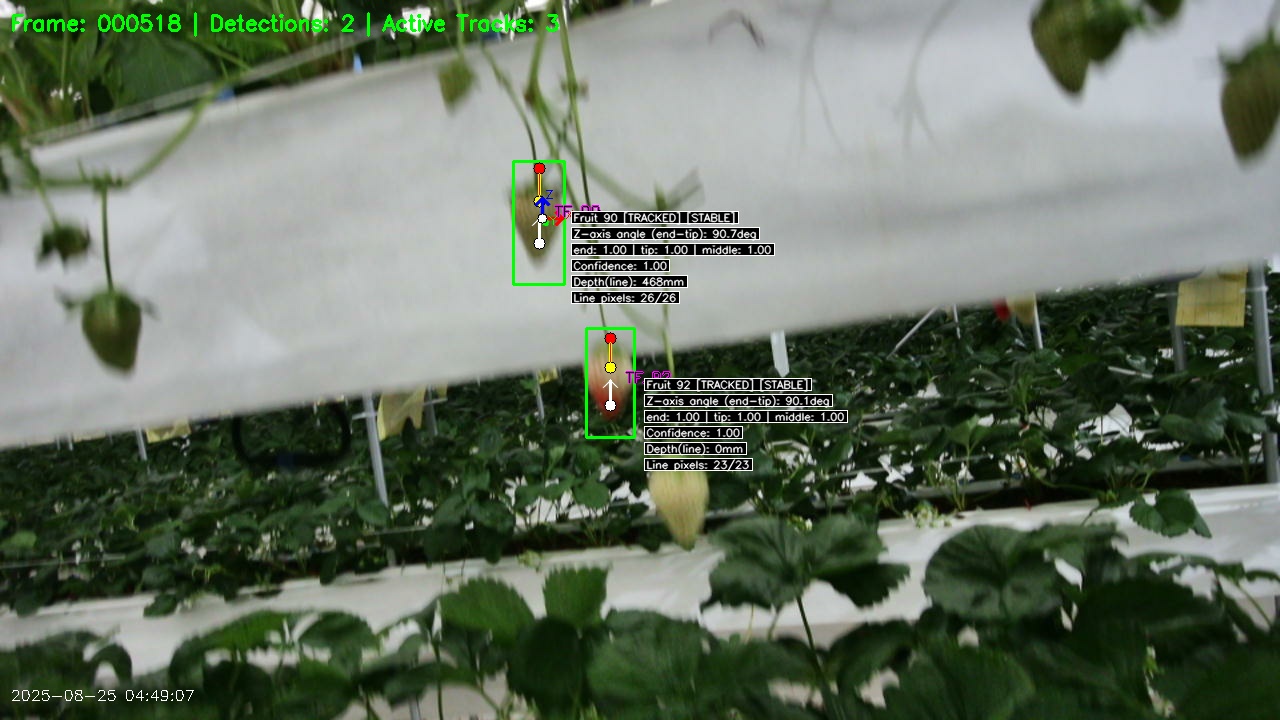 Frame: 000518 | Detections: 2 | Active Tracks: 3
Z
Fruit 90 [TRACKED] [STABLE]
Z-axis angle (end-tip): 90.7deg
end: 1.00 | tip: 1.00 | middle: 1.00
Confidence: 1.00
Depth(line): 468mm
Line pixels: 26/26
Fruit 92 [TRACKED] [STABLE]
Z-axis angle (end-tip): 90.1deg
end: 1.00 | tip: 1.00 | middle: 1.00
Confidence: 1.00
Depth(line): 0mm
Line pixels: 23/23
2025-08-25 04:49:07